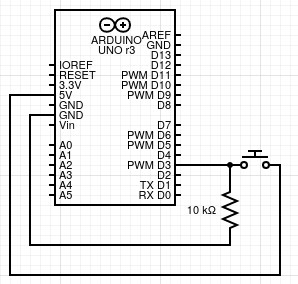 ARDUINO
UNO r3
IOREF
RESET
3.3V
5V
GND
GND
Vin
A0
A1
A2
A3
A4
A5
AREF
GND
D13
D12
PWM D11
PWM D10
PWM D9
D8
D7
PWM D6
PWM D5
D4
PWM D3
D2
TX D1
RX D0
10 kΩ